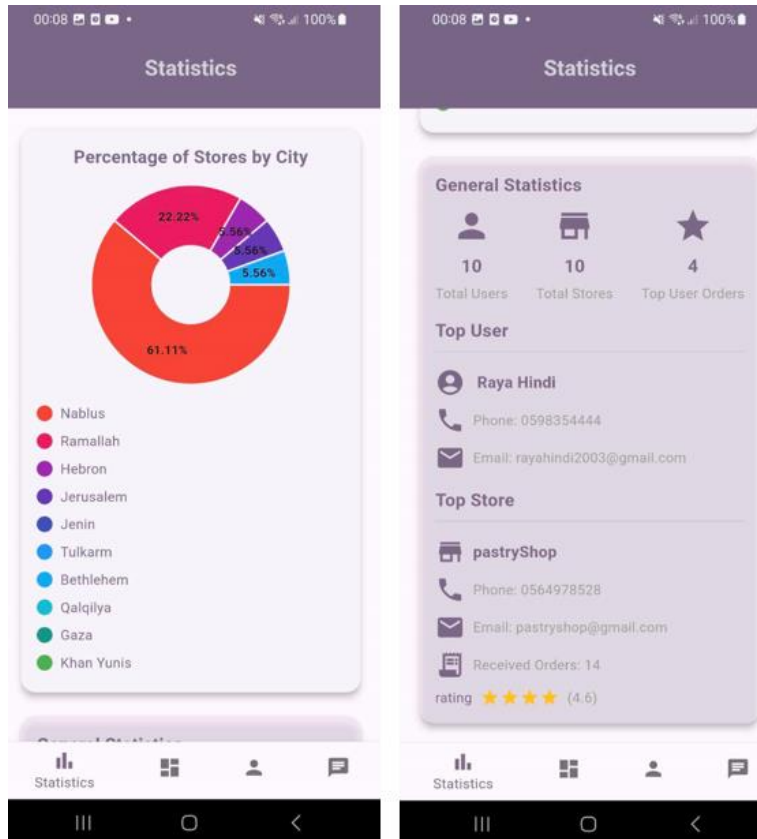 00:08 100%
Statistics
Percentage of Stores by City
22.22%
5.56%
5.56%
5.56%
61.11%
Nablus
Ramallah
Hebron
Jerusalem
Jenin
Tulkarm
Bethlehem
Qalqilya
Gaza
Khan Yunis
General Statistics
Statistics
00:08 100%
Statistics
General Statistics
10 10 4
Total Users Total Stores Top User Orders
Top User
Raya Hindi
Phone: 0598354444
Email: rayahindi2003@gmail.com
Top Store
pastryShop
Phone: 0564978528
Email: pastryshop@gmail.com
Received Orders: 14
rating (4.6)
Statistics